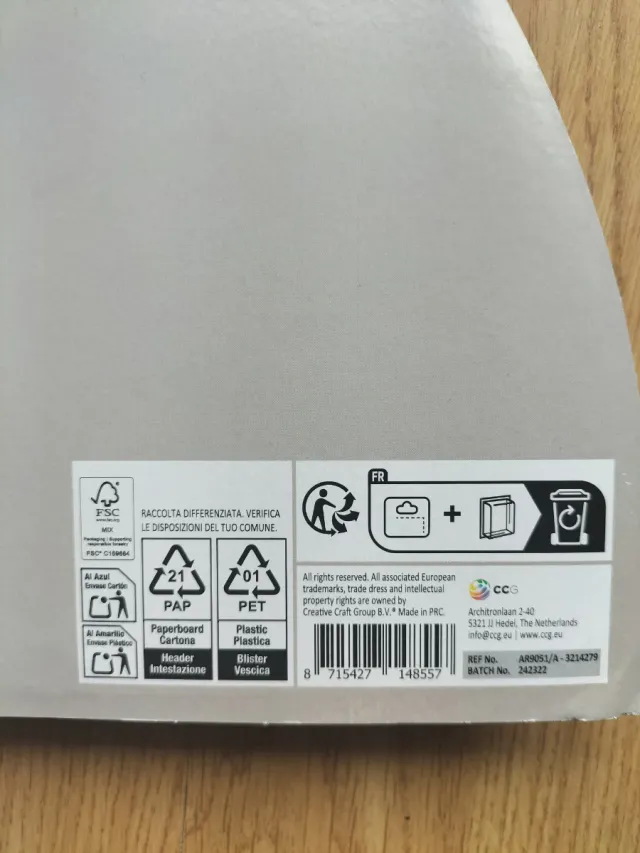 FSC
www.fsc.org
MIX
Packaging | Supporting
responsible forestry
FSC® C159664
Al Azul
Envase Cartón
Al Amarillo
Envase Plástico
RACCOLTA DIFFERENZIATA. VERIFICA
LE DISPOSIZIONI DEL TUO COMUNE.
21
PAP
Paperboard
Cartona
Header
Intestazione
01
PET
Plastic
Plastica
Blister
Vescica
FR
+
All rights reserved. All associated European
trademarks, trade dress and intellectual
property rights are owned by
Creative Craft Group B.V.® Made in PRC.
8 715427 148557
CCG
Architronlaan 2-40
5321 JJ Hedel, The Netherlands
info@ccg.eu | www.ccg.eu
REF No. AR9051/A - 3214279
BATCH No. 242322